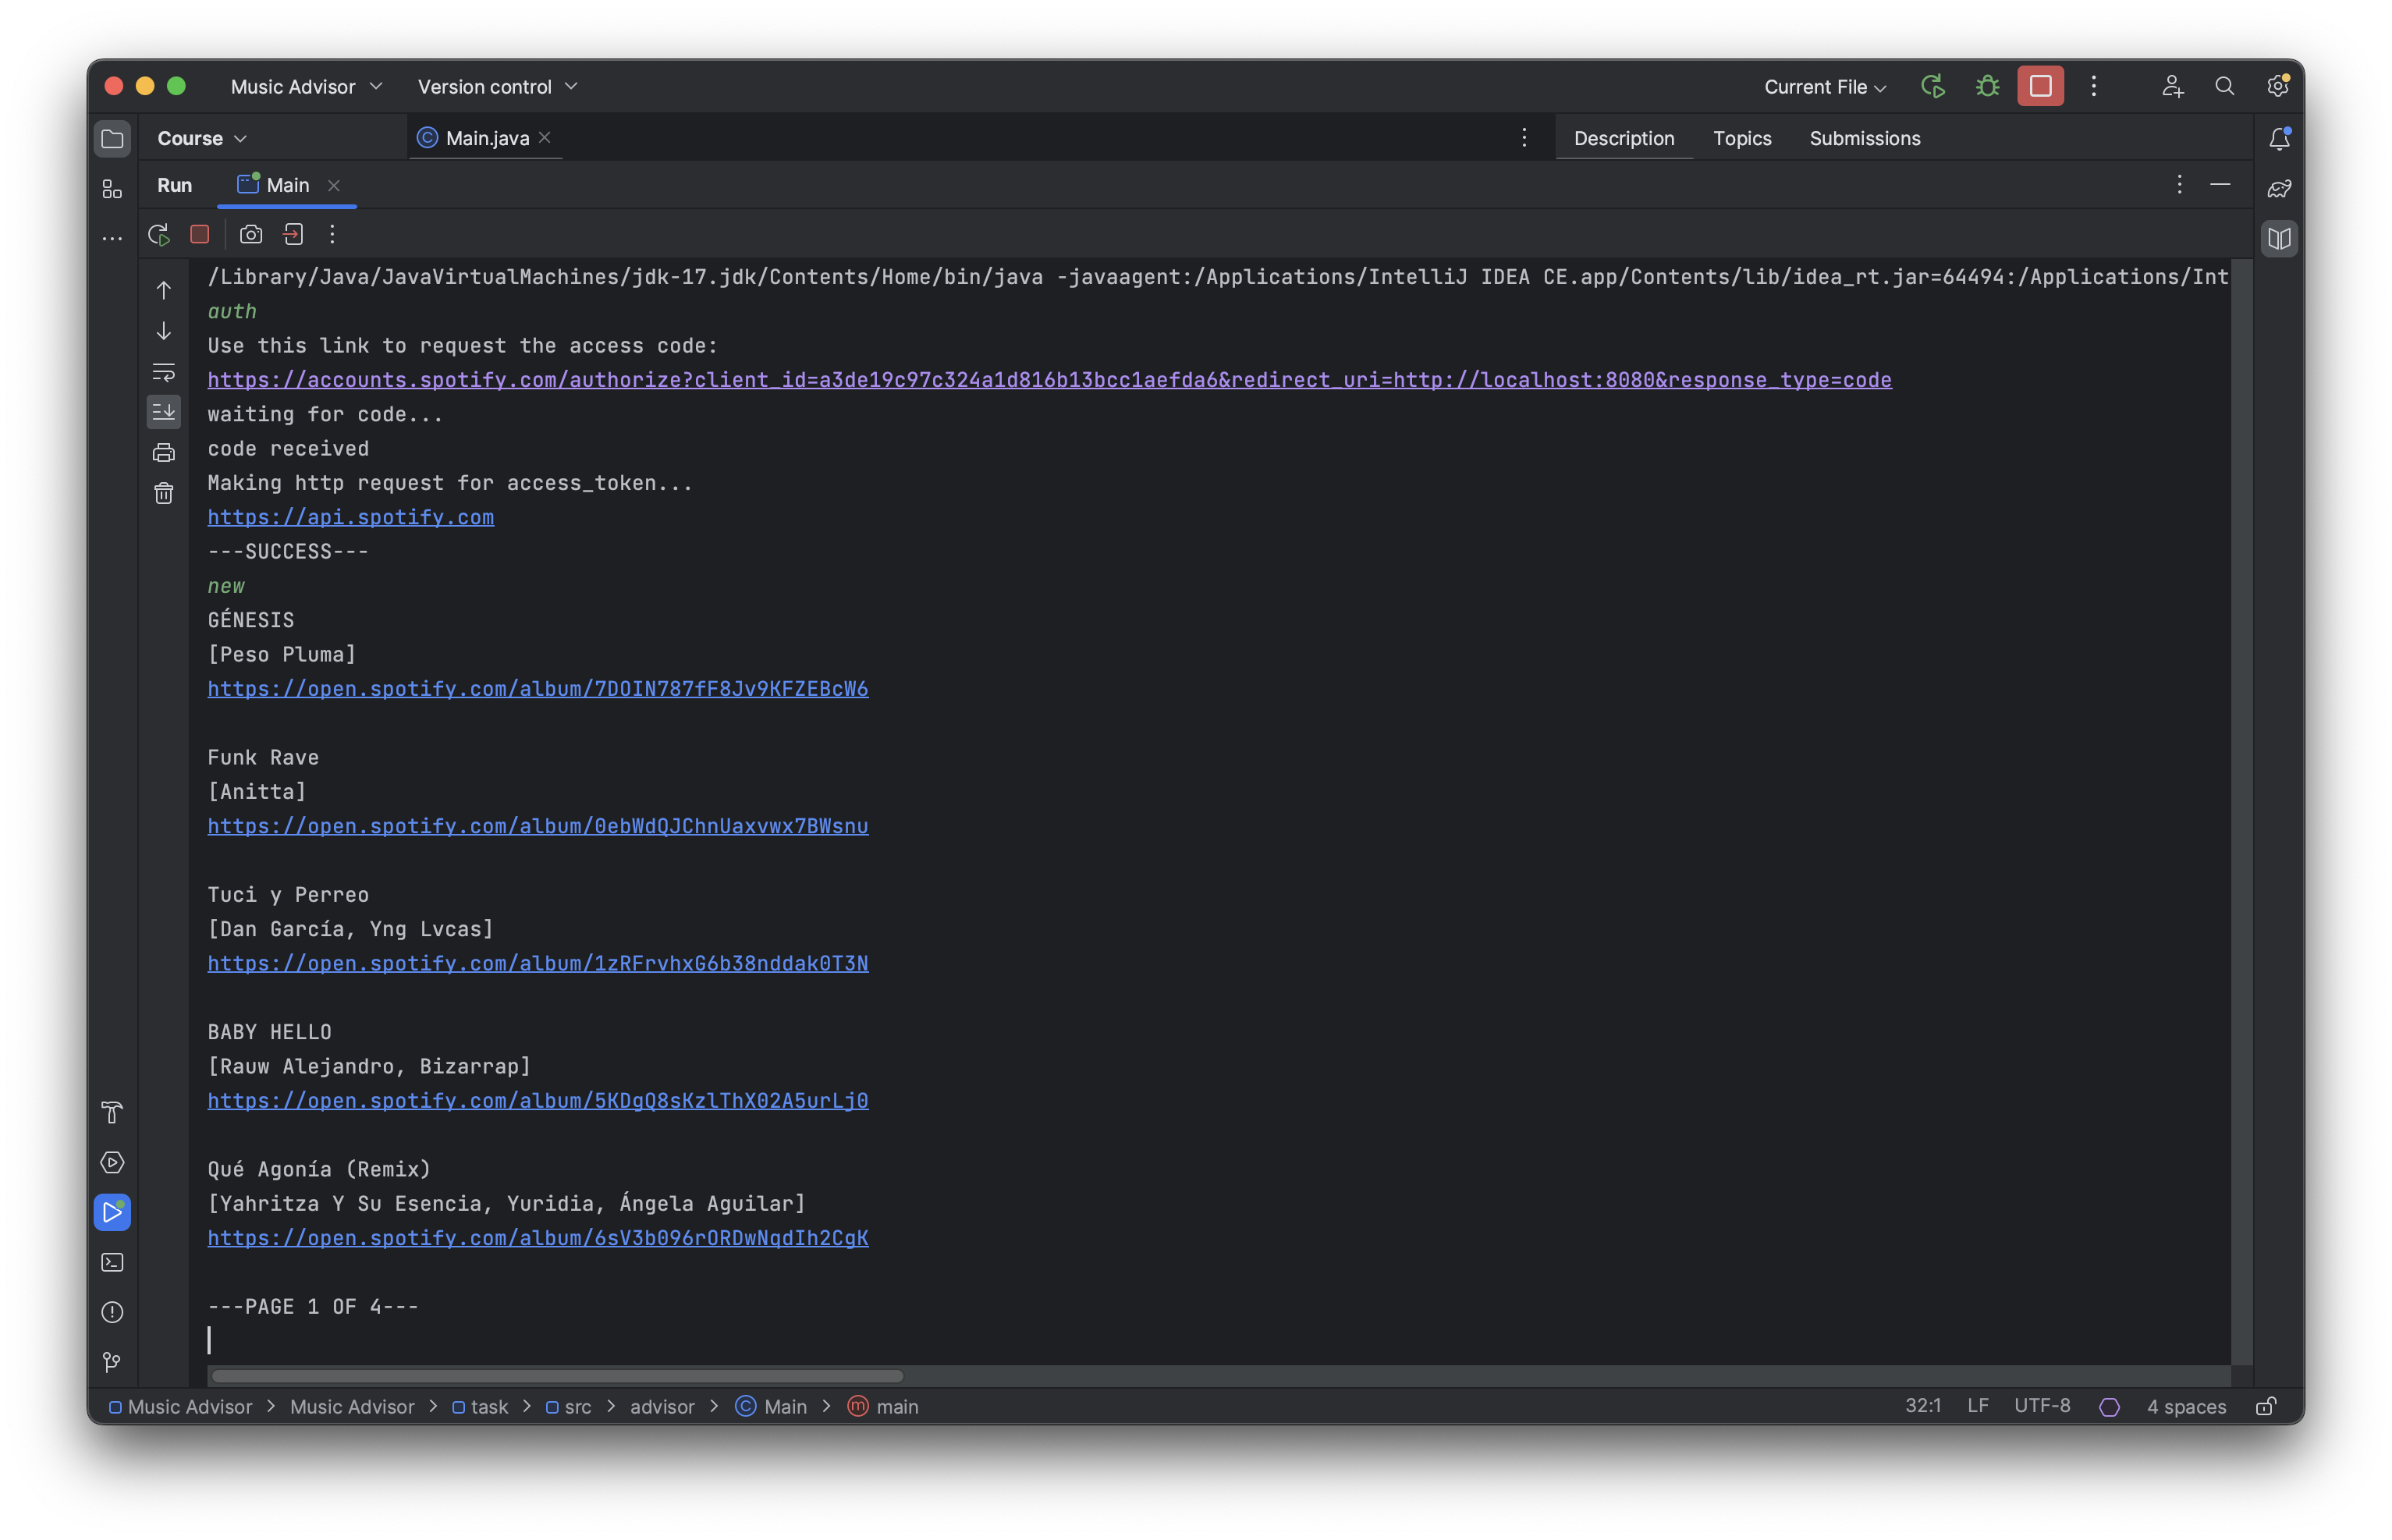 Music Advisor
Version control
Current File
Course
Main.java
Description
Topics
Submissions
Run
Main
/Library/Java/JavaVirtualMachines/jdk-17.jdk/Contents/Home/bin/java -javaagent:/Applications/IntelliJ IDEA CE.app/Contents/lib/idea_rt.jar=64494:/Applications/Int
auth
Use this link to request the access code:
https://accounts.spotify.com/authorize?client_id=a3de19c97c324a1d816b13bcc1aefda6&redirect_uri=http://localhost:8080&response_type=code
waiting for code...
code received
Making http request for access_token...
https://api.spotify.com
---SUCCESS---
new
GÉNESIS
[Peso Pluma]
https://open.spotify.com/album/7DOIN787fF8Jv9KFZEBcW6
Funk Rave
[Anitta]
https://open.spotify.com/album/0ebWdQJChnUaxvwx7BWsnu
Tuci y Perreo
[Dan García, Yng Lvcas]
https://open.spotify.com/album/1zRFrvhxG6b38nddak0T3N
BABY HELLO
[Rauw Alejandro, Bizarrap]
https://open.spotify.com/album/5KDgQ8sKzlThX02A5urLj0
Qué Agonía (Remix)
[Yahritza Y Su Esencia, Yuridia, Ángela Aguilar]
https://open.spotify.com/album/6sV3b096rORDwNqdIh2CgK
---PAGE 1 OF 4---
Music Advisor > Music Advisor > task > src > advisor > Main > main
32:1 LF UTF-8 4 spaces